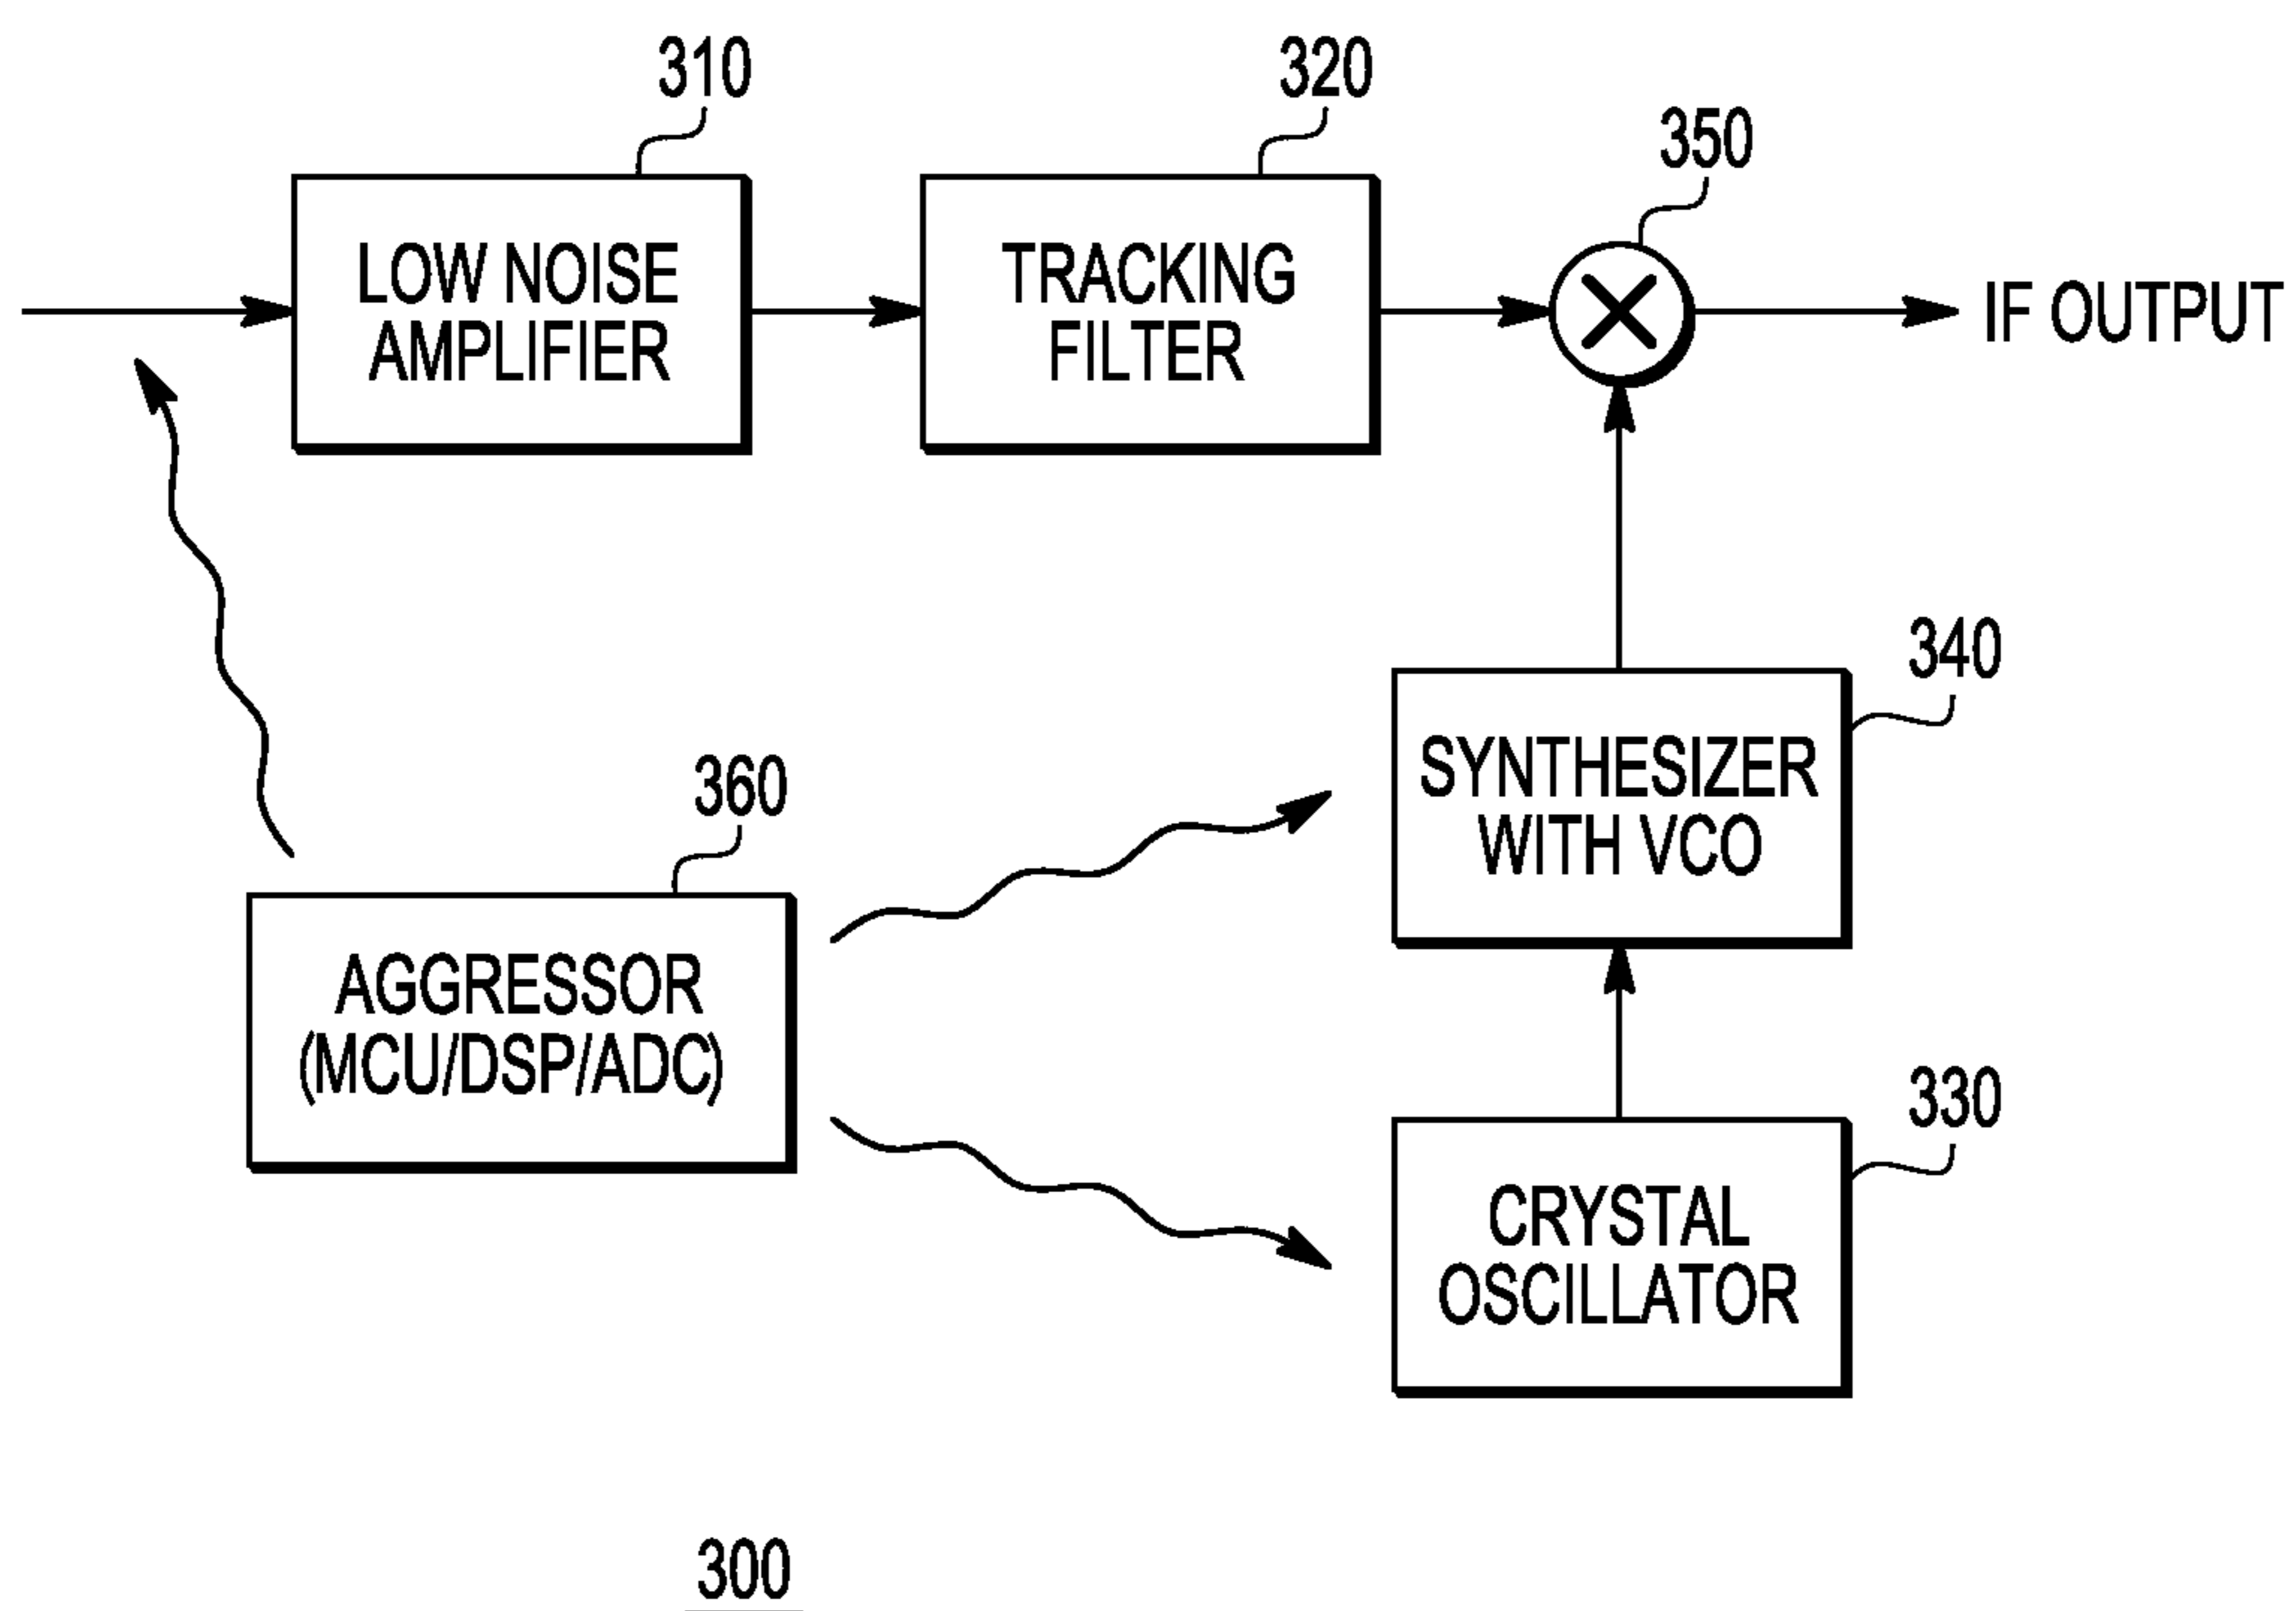 310
320
350
LOW NOISE
AMPLIFIER
TRACKING
FILTER
IF OUTPUT
340
SYNTHESIZER
WITH VCO
360
AGGRESSOR
(MCU/DSP/ADC)
330
CRYSTAL
OSCILLATOR
300